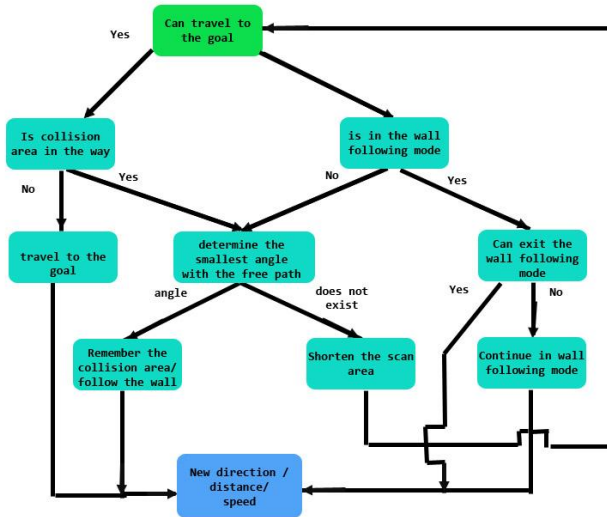 Can travel to
the goal
Yes
Is collision
area in the way
is in the wall
following mode
No
Yes
No
Yes
travel to the
goal
determine the
smallest angle
with the free path
Can exit the
wall following
mode
angle
does not
exist
Yes
No
Remember the
collision area/
follow the wall
Shorten the scan
area
Continue in wall
following mode
New direction /
distance/
speed